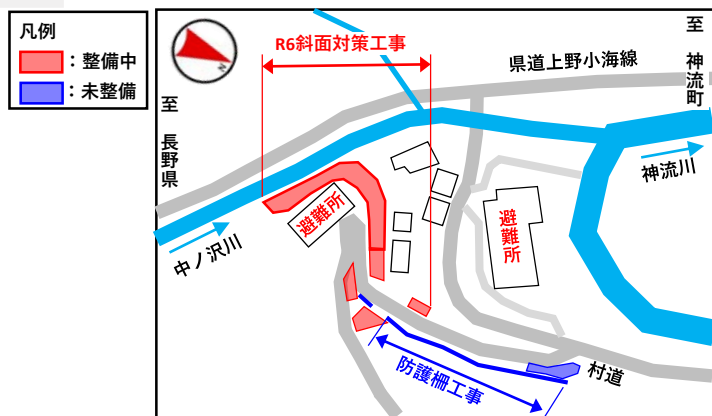 凡例
：整備中
：未整備
N
R6斜面対策工事
県道上野小海線
至 神流町
至 長野県
神流川
中ノ沢川
避難所
避難所
防護柵工事
村道